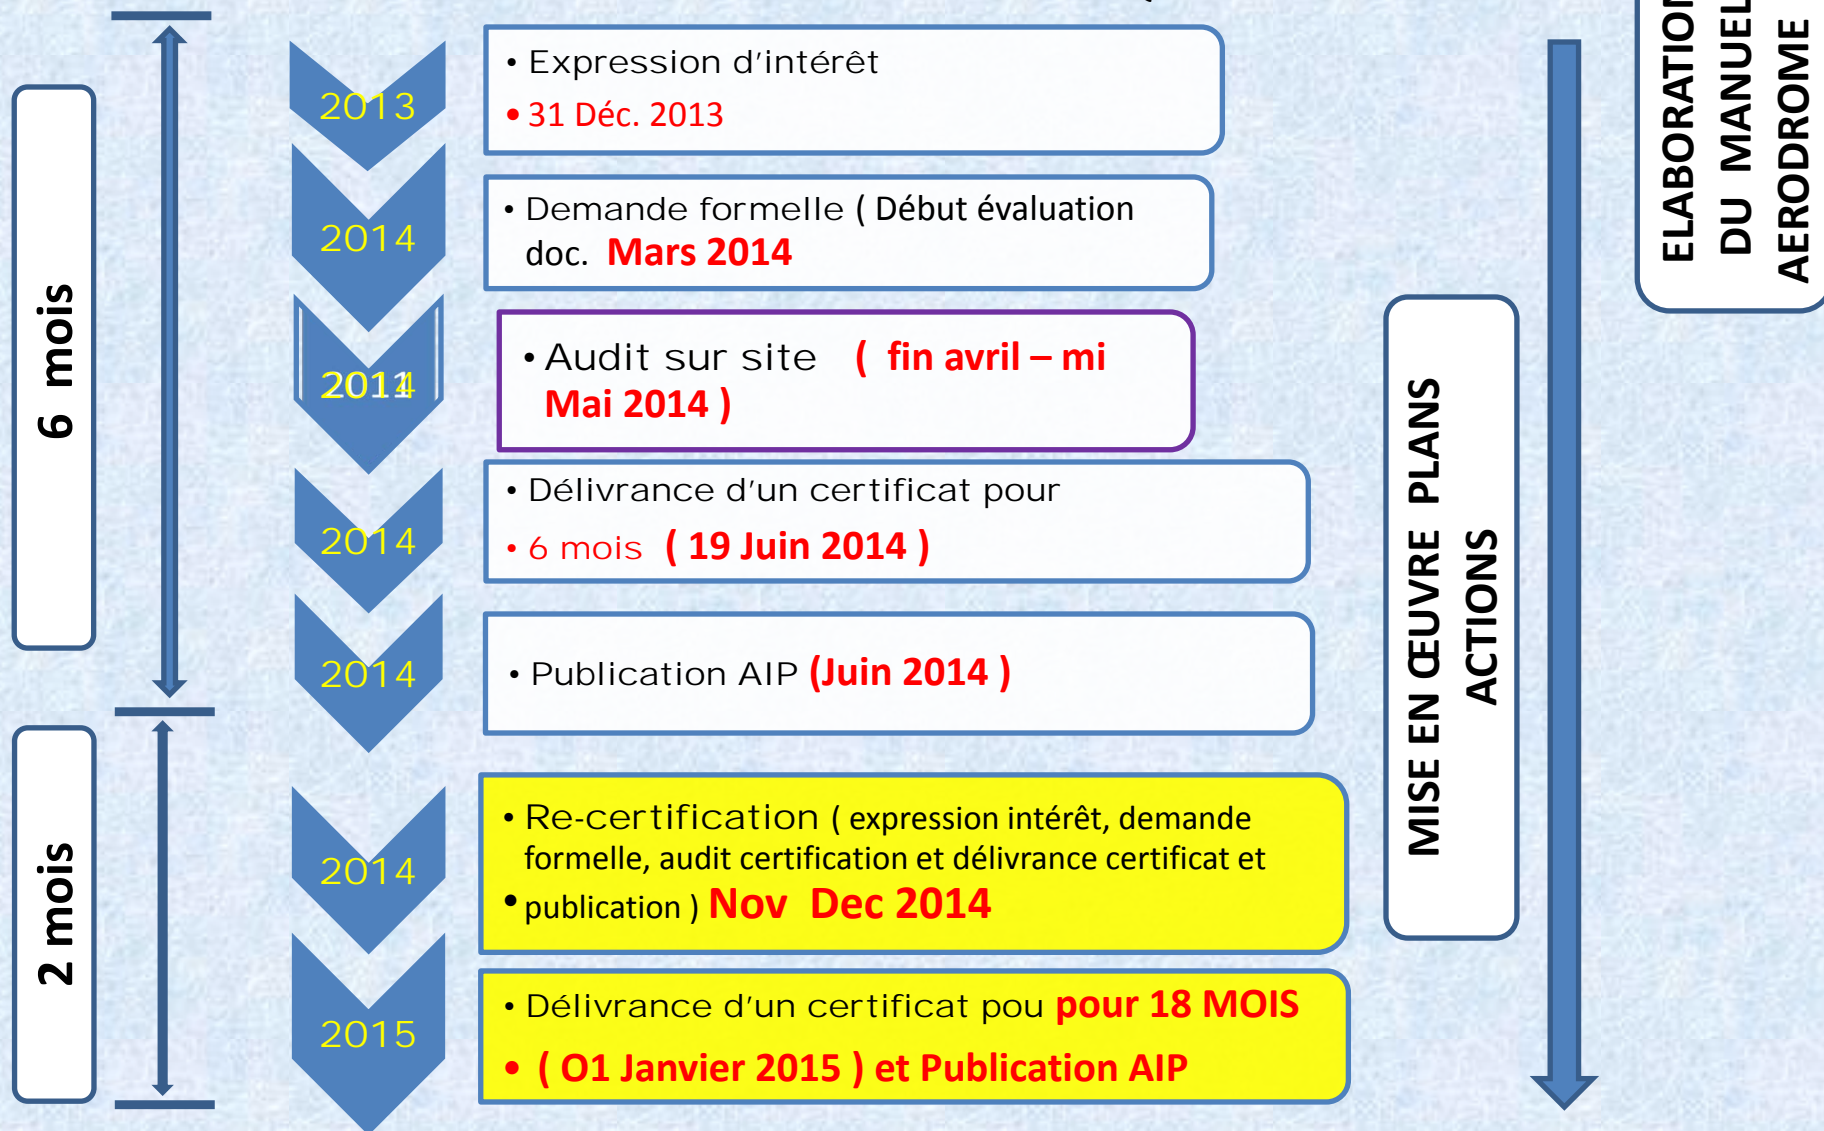 6 mois
2013
• Expression d'intérêt
• 31 Déc. 2013
2014
• Demande formelle ( Début évaluation
doc. Mars 2014
2014
• Audit sur site ( fin avril – mi
Mai 2014 )
2014
• Délivrance d'un certificat pour
• 6 mois ( 19 Juin 2014 )
2014
• Publication AIP (Juin 2014 )
2 mois
2014
• Re-certification ( expression intérêt, demande
formelle, audit certification et délivrance certificat et
• publication ) Nov Dec 2014
2015
• Délivrance d'un certificat pou pour 18 MOIS
• ( O1 Janvier 2015 ) et Publication AIP
MISE EN ŒUVRE PLANS
ACTIONS
ELABORATION
DU MANUEL
AERODROME